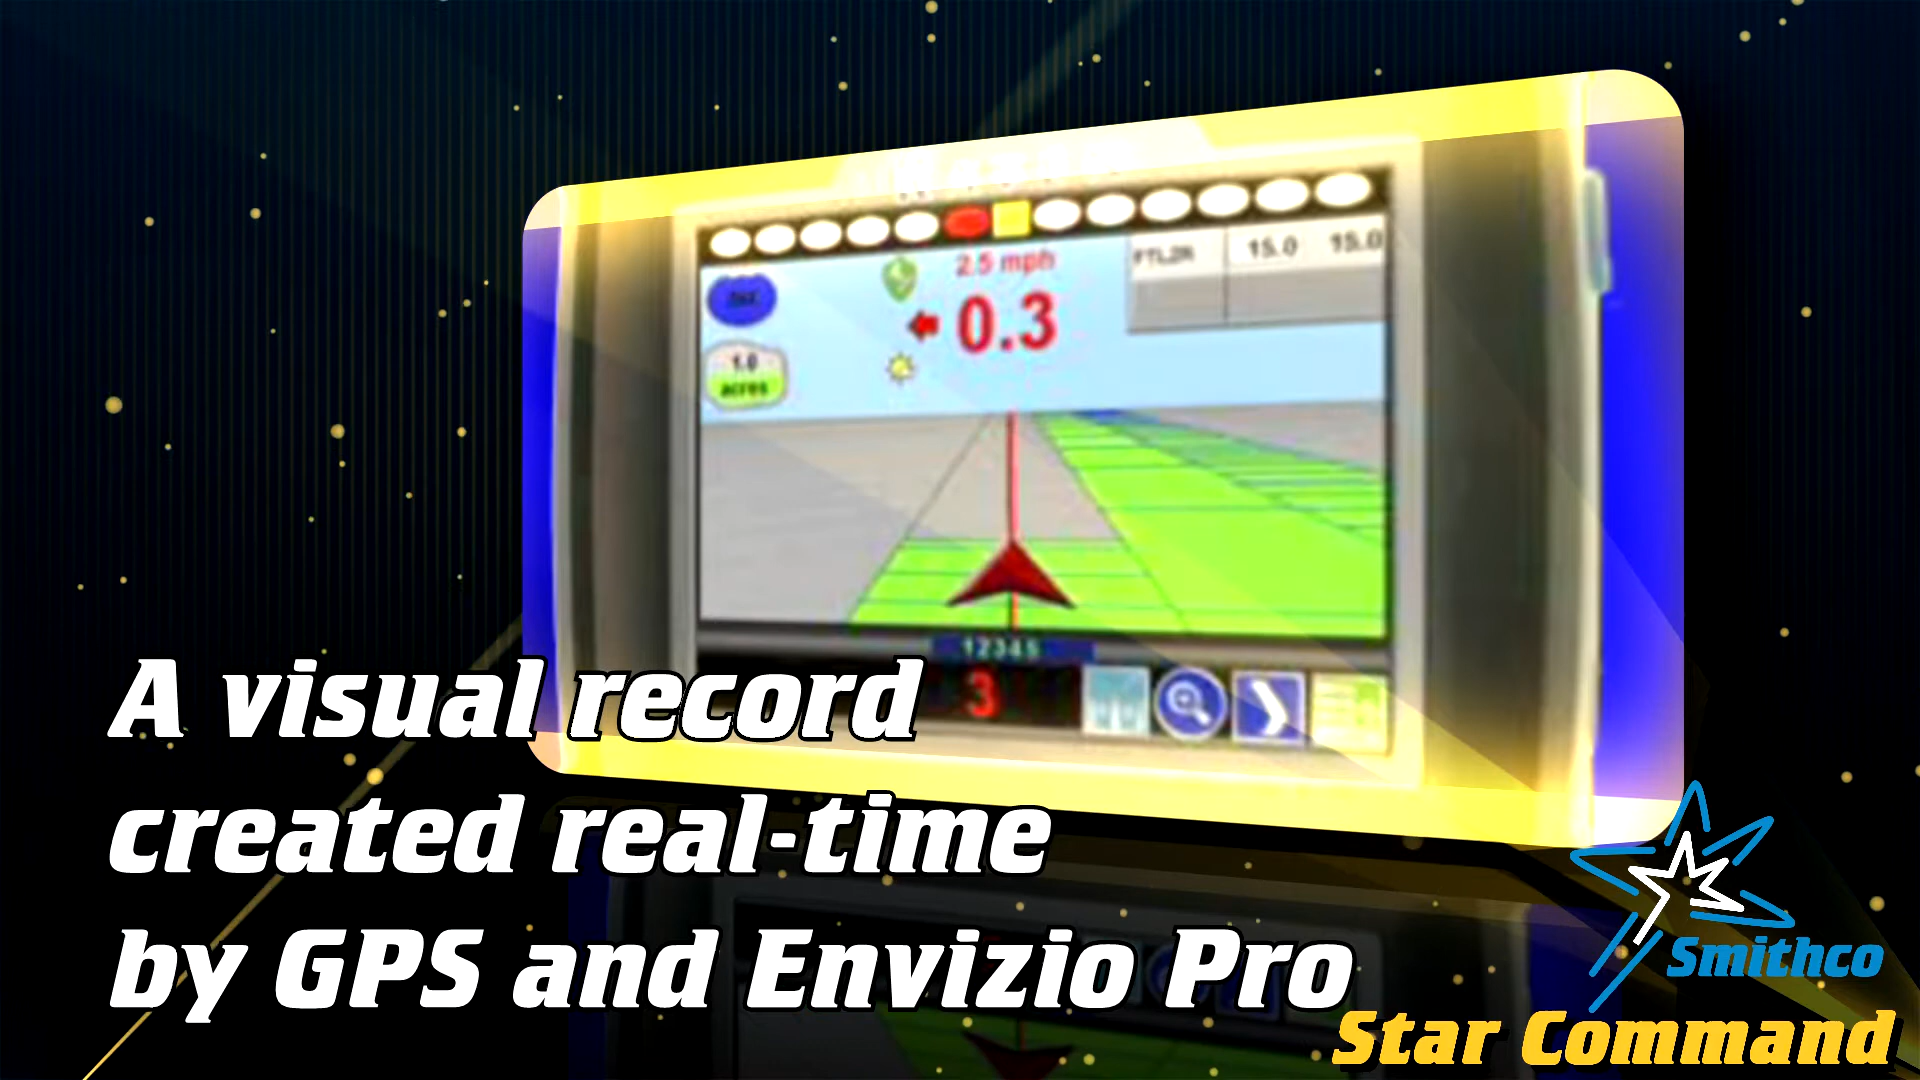 2.5 mph
0.3
15.0 15.0
1.0
acres
12345
3
A visual record
created real-time
by GPS and Envizio Pro
Smithco
Star Command